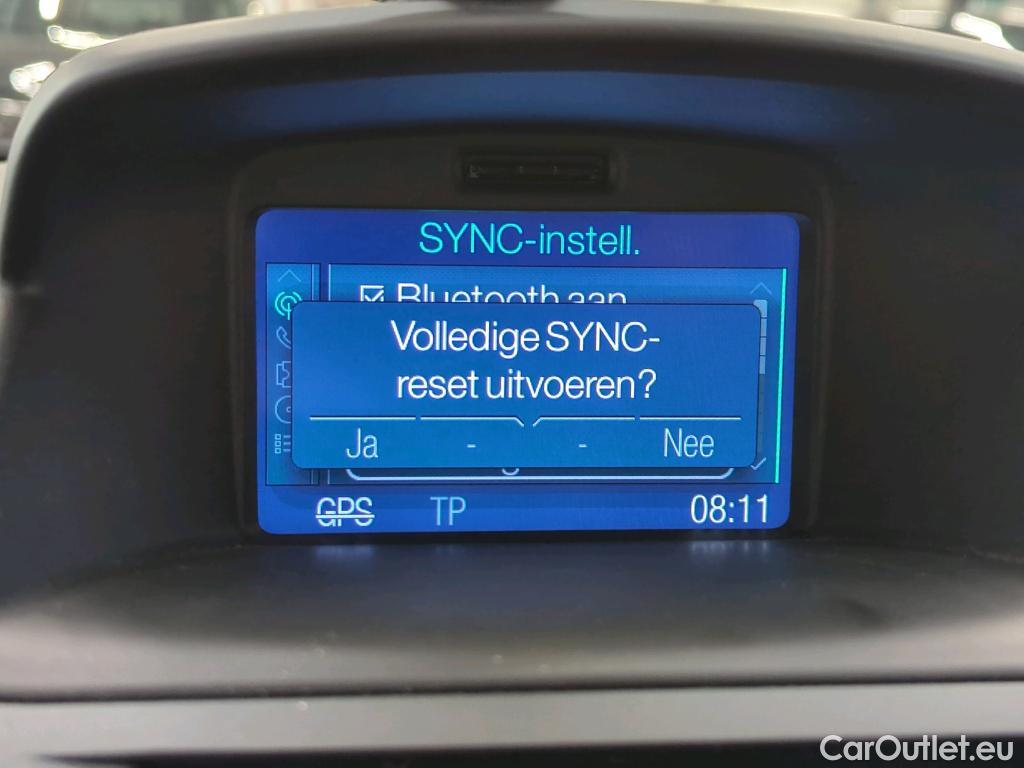 SYNC-instell.
Bluetooth aan
Volledige SYNC-
reset uitvoeren?
Ja - - Nee
GPS TP 08:11
CarOutlet.eu